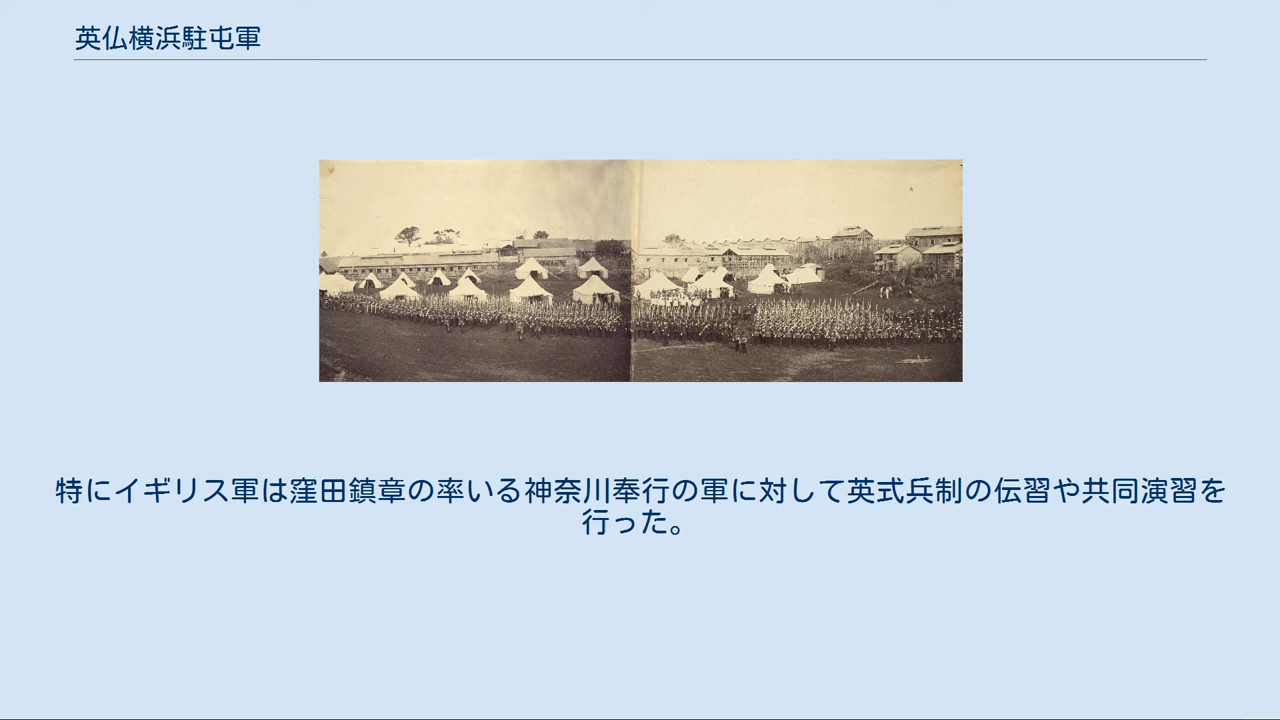 英仏横浜駐屯軍
特にイギリス軍は窪田鎮章の率いる神奈川奉行の軍に対して英式兵制の伝習や共同演習を
行った。